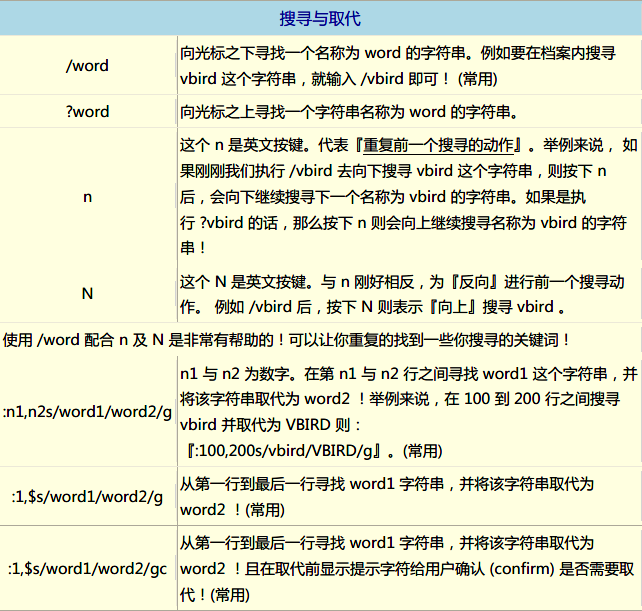 搜寻与取代
/word
向光标之下寻找一个名称为 word 的字符串。例如要在档案内搜寻
vbird 这个字符串，就输入 /vbird 即可！ (常用)
?word
向光标之上寻找一个字符串名称为 word 的字符串。
n
这个 n 是英文按键。代表『重复前一个搜寻的动作』。举例来说， 如
果刚刚我们执行 /vbird 去向下搜寻 vbird 这个字符串，则按下 n
后，会向下继续搜寻下一个名称为 vbird 的字符串。如果是执
行 ?vbird 的话，那么按下 n 则会向上继续搜寻名称为 vbird 的字符
串！
N
这个 N 是英文按键。与 n 刚好相反，为『反向』进行前一个搜寻动
作。 例如 /vbird 后，按下 N 则表示『向上』搜寻 vbird 。
使用 /word 配合 n 及 N 是非常有帮助的！可以让你重复的找到一些你搜寻的关键词！
:n1,n2s/word1/word2/g
n1 与 n2 为数字。在第 n1 与 n2 行之间寻找 word1 这个字符串，并
将该字符串取代为 word2 ！举例来说，在 100 到 200 行之间搜寻
vbird 并取代为 VBIRD 则：
『:100,200s/vbird/VBIRD/g』。(常用)
:1,$s/word1/word2/g
从第一行到最后一行寻找 word1 字符串，并将该字符串取代为
word2 ！(常用)
:1,$s/word1/word2/gc
从第一行到最后一行寻找 word1 字符串，并将该字符串取代为
word2 ！且在取代前显示提示字符给用户确认 (confirm) 是否需要取
代！(常用)